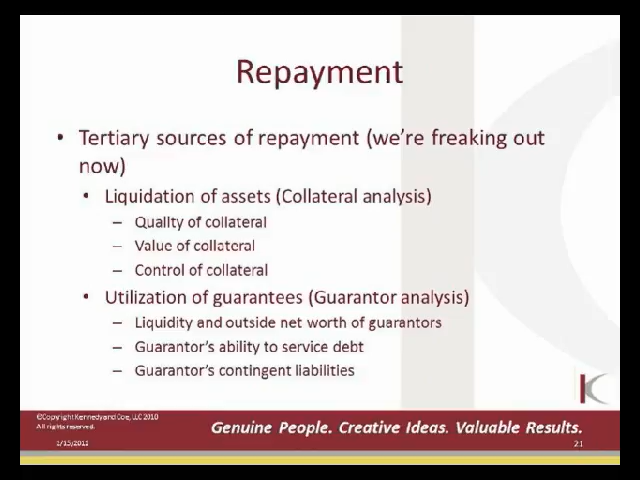 Repayment
• Tertiary sources of repayment (we're freaking out
now)
• Liquidation of assets (Collateral analysis)
– Quality of collateral
– Value of collateral
– Control of collateral
• Utilization of guarantees (Guarantor analysis)
– Liquidity and outside net worth of guarantors
– Guarantor's ability to service debt
– Guarantor's contingent liabilities
©Copyright Kennedy and Coe, LLC 2010
All rights reserved.
Genuine People. Creative Ideas. Valuable Results.
21